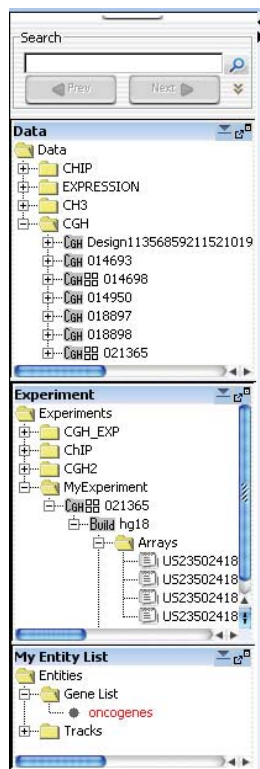 Search
Prev Next
Data
Data
CHIP
EXPRESSION
CH3
CGH
CGH Design11356859211521019
CGH 014693
CGH 014698
CGH 014950
CGH 018897
CGH 018898
CGH 021365
Experiment
Experiments
CGH_EXP
ChIP
CGH2
MyExperiment
CGH 021365
Build hg18
Arrays
US23502418
US23502418
US23502418
US23502418
My Entity List
Entities
Gene List
oncogenes
Tracks